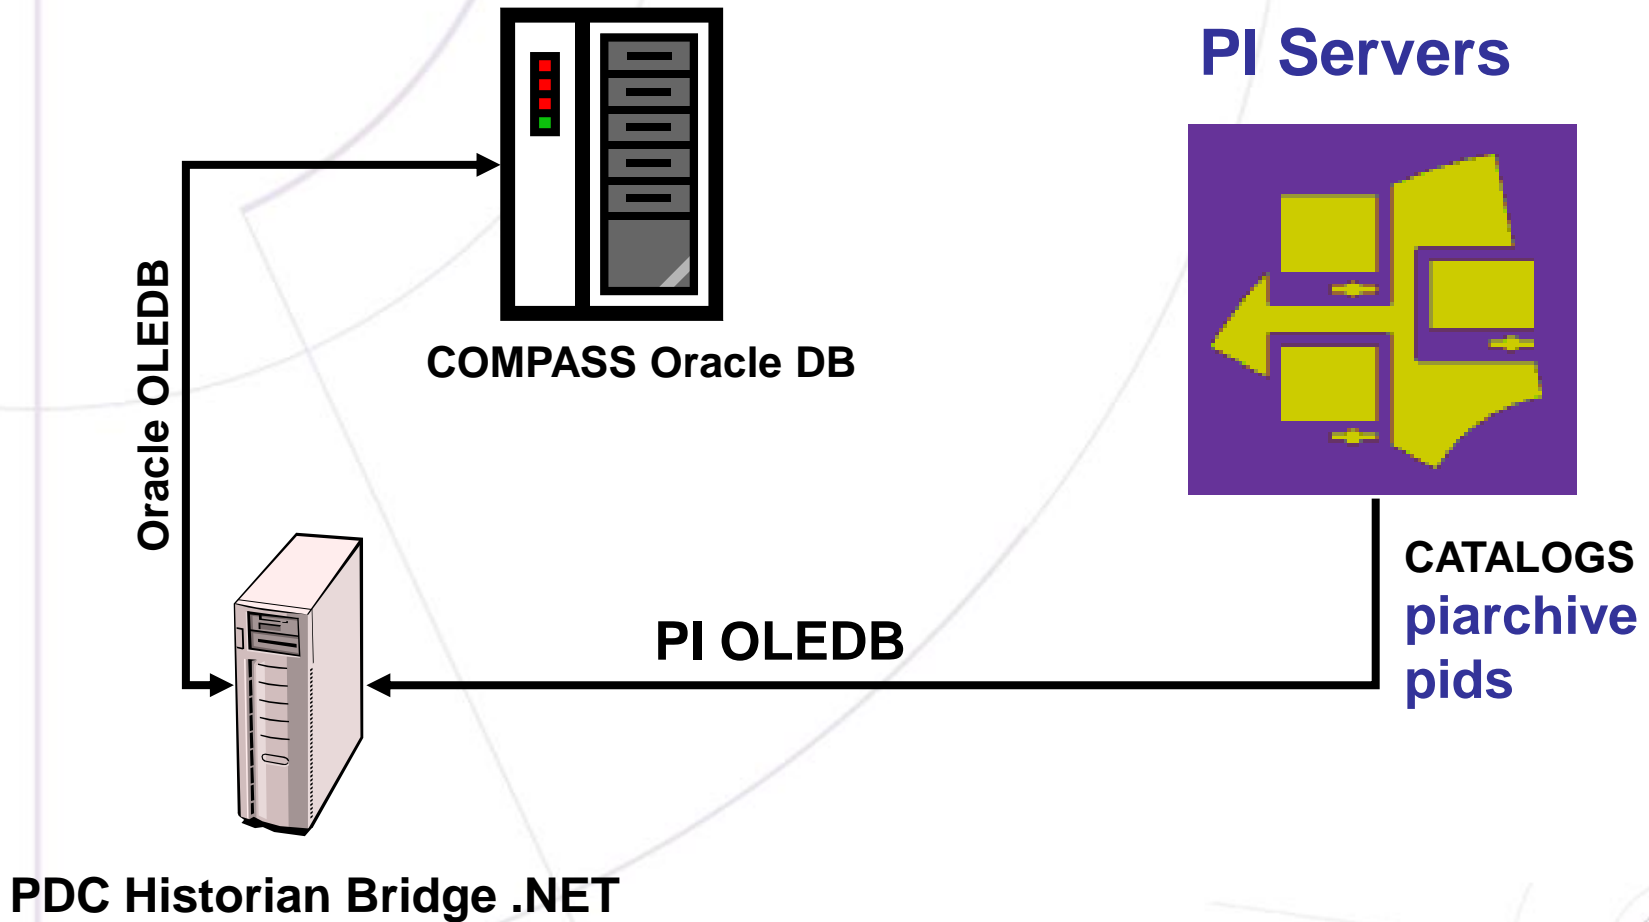 PI Servers
Oracle OLEDB
COMPASS Oracle DB
CATALOGS
piarchive
pids
PI OLEDB
PDC Historian Bridge .NET